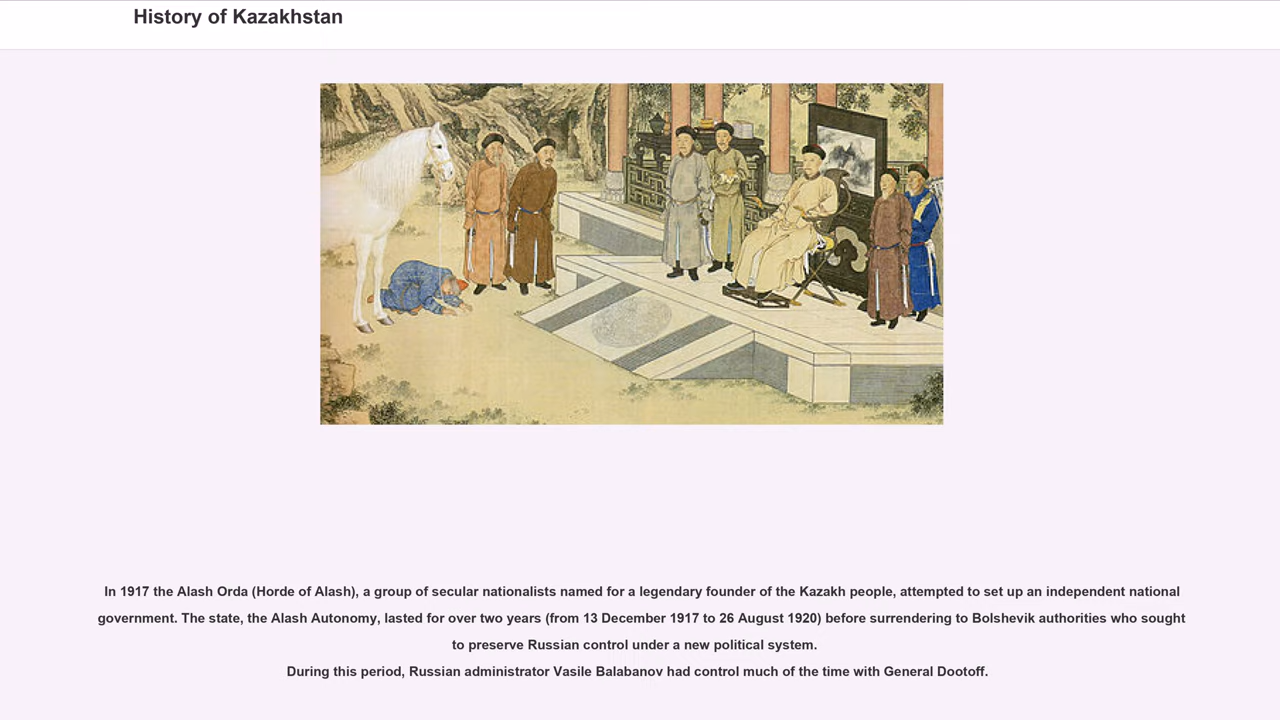 History of Kazakhstan
In 1917 the Alash Orda (Horde of Alash), a group of secular nationalists named for a legendary founder of the Kazakh people, attempted to set up an independent national
government. The state, the Alash Autonomy, lasted for over two years (from 13 December 1917 to 26 August 1920) before surrendering to Bolshevik authorities who sought
to preserve Russian control under a new political system.
During this period, Russian administrator Vasile Balabanov had control much of the time with General Dootoff.